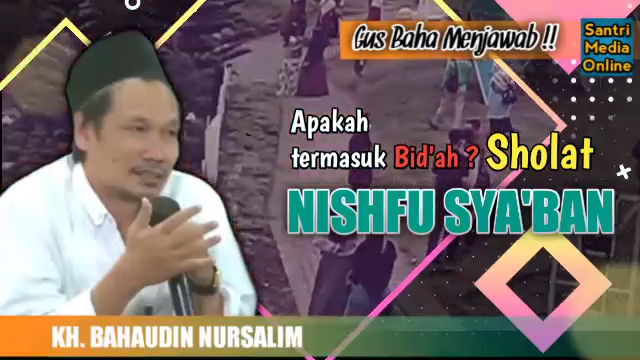 Gus Baha Menjawab !!
Santri
Media
Online
Apakah
termasuk Bid'ah ? Sholat
NISHFU SYA'BAN
KH. BAHAUDIN NURSALIM